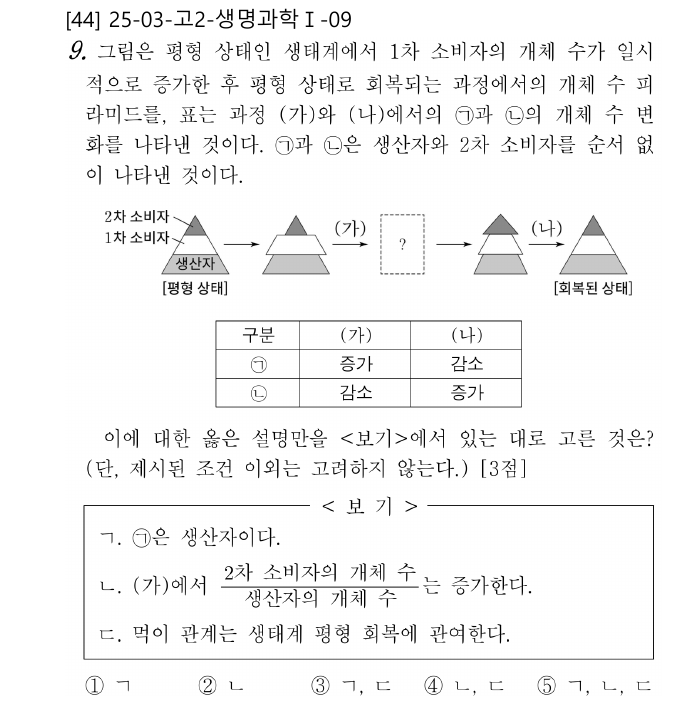 [44] 25-03-고2-생명과학Ⅰ-09
9. 그림은 평형 상태인 생태계에서 1차 소비자의 개체 수가 일시
적으로 증가한 후 평형 상태로 회복되는 과정에서의 개체 수 피
라미드를, 표는 과정 (가)와 (나)에서의 ㉠과 ㉡의 개체 수 변
화를 나타낸 것이다. ㉠과 ㉡은 생산자와 2차 소비자를 순서 없
이 나타낸 것이다.
2차 소비자
1차 소비자
생산자
[평형 상태]
(가)
?
(나)
[회복된 상태]
구분 (가) (나)
㉠ 증가 감소
㉡ 감소 증가
이에 대한 옳은 설명만을 <보기>에서 있는 대로 고른 것은?
(단, 제시된 조건 이외는 고려하지 않는다.) [3점]
< 보 기 >
ㄱ. ㉠은 생산자이다.
ㄴ. (가)에서 2차 소비자의 개체 수 / 생산자의 개체 수 는 증가한다.
ㄷ. 먹이 관계는 생태계 평형 회복에 관여한다.
① ㄱ ② ㄴ ③ ㄱ, ㄷ ④ ㄴ, ㄷ ⑤ ㄱ, ㄴ, ㄷ